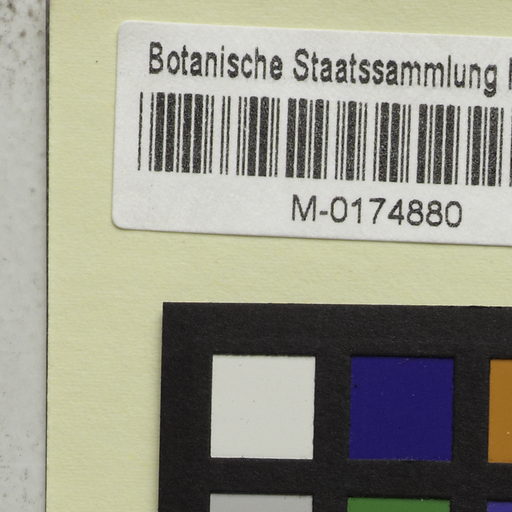 Botanische Staatssammlung
M-0174880